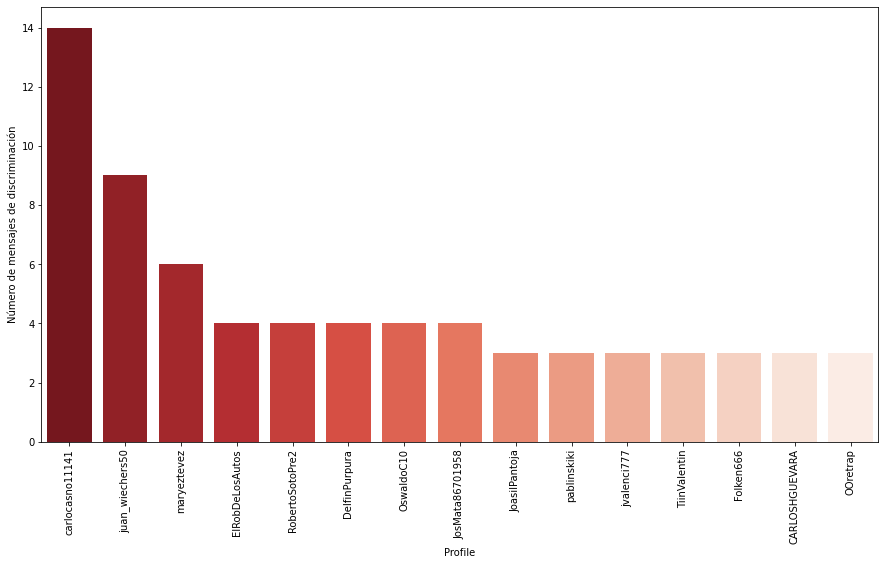 14
12
10
8
6
4
2
0
Número de mensajes de discriminación
carlocasno11141
juan_wiechers50
maryeztevez
ElRobDeLosAutos
RobertoSotoPre2
DelfinPurpura
OswaldoC10
JosMata86701958
JoasilPantoja
pablinskiki
jvalenci777
TiinValentin
Folken666
CARLOSHGUEVARA
OOretrap
Profile